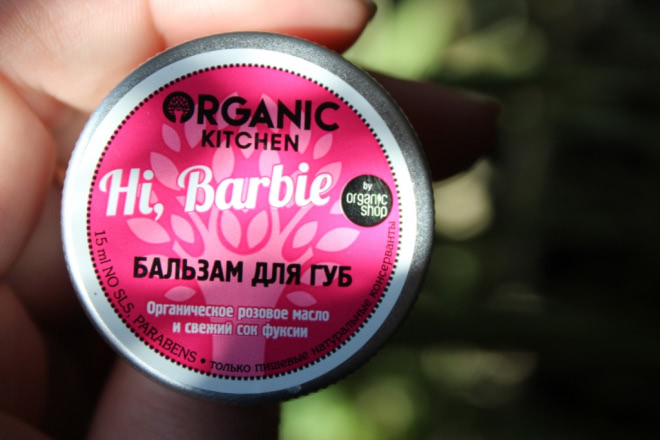 ORGANIC
KITCHEN
Hi, Barbie
by
organic
shop
БАЛЬЗАМ ДЛЯ ГУБ
Органическое розовое масло
и свежий сок фуксии
15 ml NO SLS, PARABENS • только пищевые натуральные консерванты